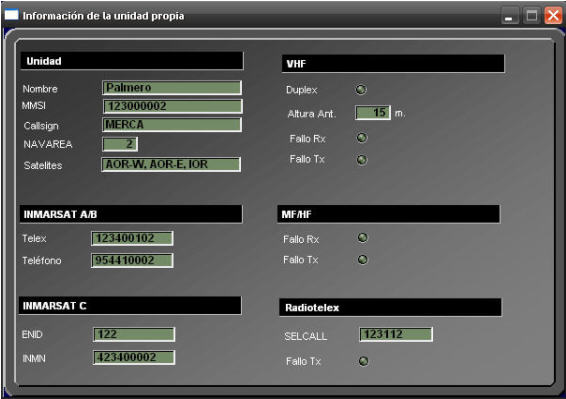 Información de la unidad propia
Unidad
Nombre Palmero
MMSI 123000002
Callsign MERCA
NAVAREA 2
Satelites AOR-W, AOR-E, IOR
VHF
Duplex
Altura Ant. 15 m.
Fallo Rx
Fallo Tx
INMARSAT A/B
Telex 123400102
Teléfono 954410002
MF/HF
Fallo Rx
Fallo Tx
INMARSAT C
ENID 122
INMN 423400002
Radiotelex
SELCALL 123112
Fallo Tx